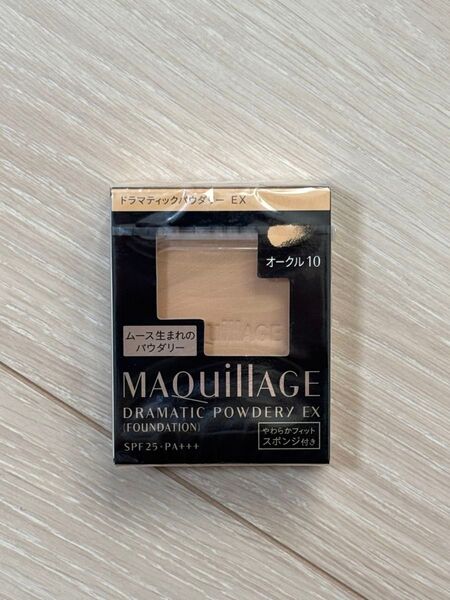 ドラマティックパウダリー EX
オークル10
ムース生まれの
パウダリー
MAQuillAGE
DRAMATIC POWDERY EX
(FOUNDATION)
SPF25・PA+++
やわらかフィット
スポンジ付き